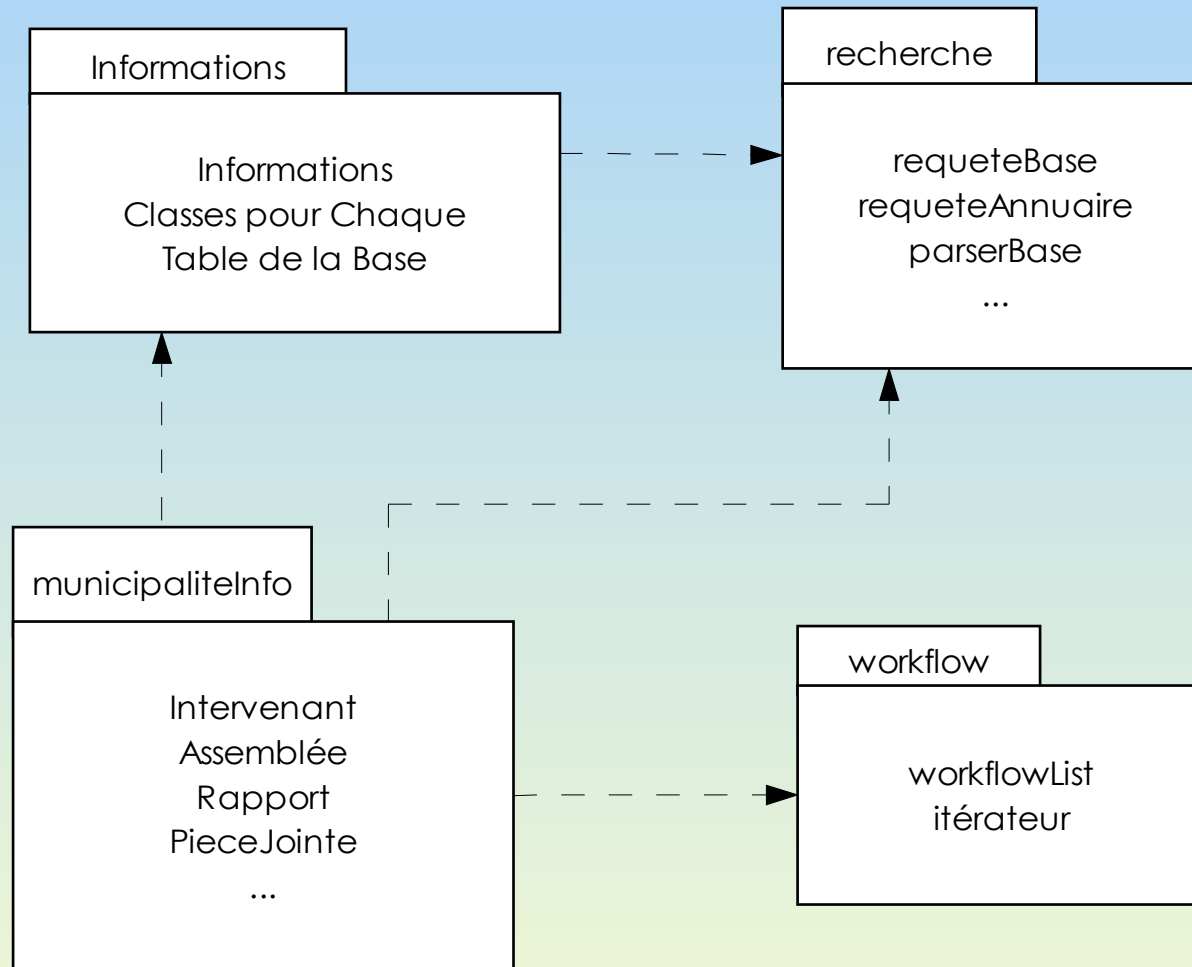 Informations
Informations
Classes pour Chaque
Table de la Base
recherche
requeteBase
requeteAnnuaire
parserBase
...
municipaliteInfo
Intervenant
Assemblée
Rapport
PieceJointe
...
workflow
workflowList
itérateur